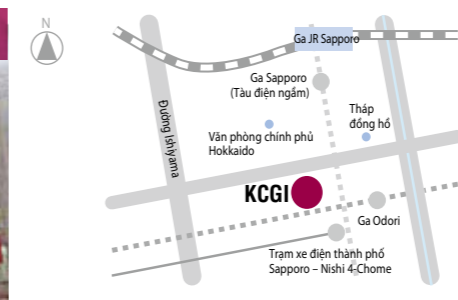 N
Ga JR Sapporo
Ga Sapporo
(Tàu điện ngầm)
Tháp
đồng hồ
Đường Ishiyama
Văn phòng chính phủ
Hokkaido
KCGI
Ga Odori
Trạm xe điện thành phố
Sapporo – Nishi 4-Chome